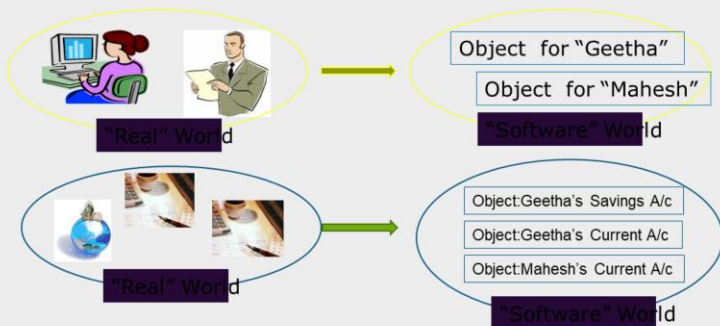 Object for “Geetha”
Object for “Mahesh”
“Real” World
“Software” World
Object:Geetha’s Savings A/c
Object:Geetha’s Current A/c
Object:Mahesh’s Current A/c
“Real” World
“Software” World